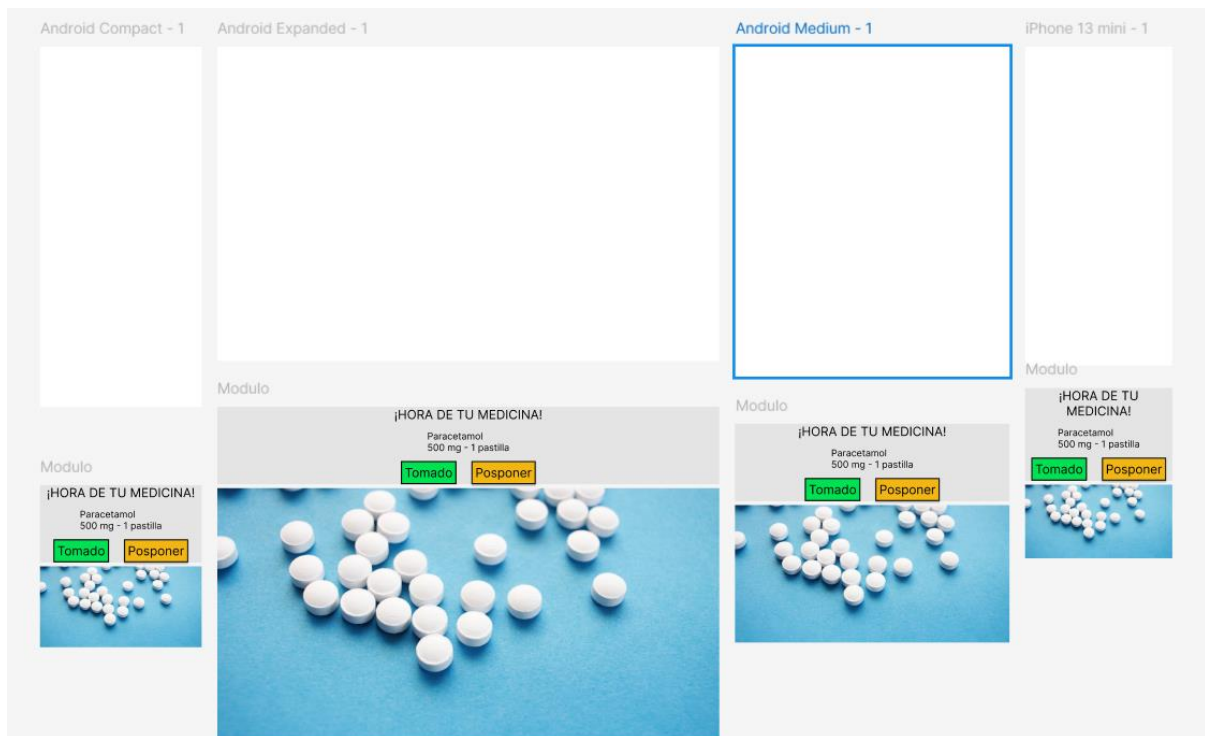 Android Compact - 1
Android Expanded - 1
Android Medium - 1
iPhone 13 mini - 1
Modulo
¡HORA DE TU MEDICINA!
Paracetamol
500 mg - 1 pastilla
Tomado
Posponer
Modulo
¡HORA DE TU MEDICINA!
Paracetamol
500 mg - 1 pastilla
Tomado
Posponer
Modulo
¡HORA DE TU MEDICINA!
Paracetamol
500 mg - 1 pastilla
Tomado
Posponer
Modulo
¡HORA DE TU
MEDICINA!
Paracetamol
500 mg - 1 pastilla
Tomado
Posponer